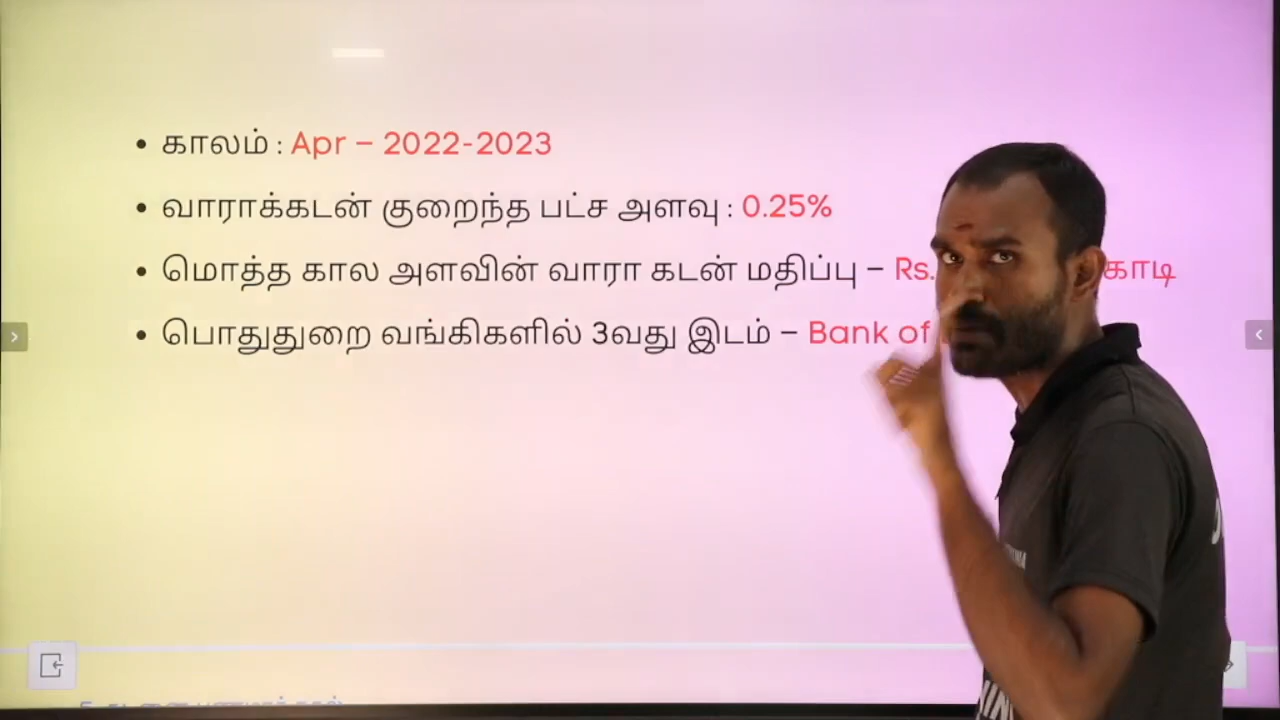 • காலம் : Apr – 2022-2023
• வாராக்கடன் குறைந்த பட்ச அளவு : 0.25%
• மொத்த கால அளவின் வாரா கடன் மதிப்பு – Rs.
• பொதுதுறை வங்கிகளில் 3வது இடம் – Bank of